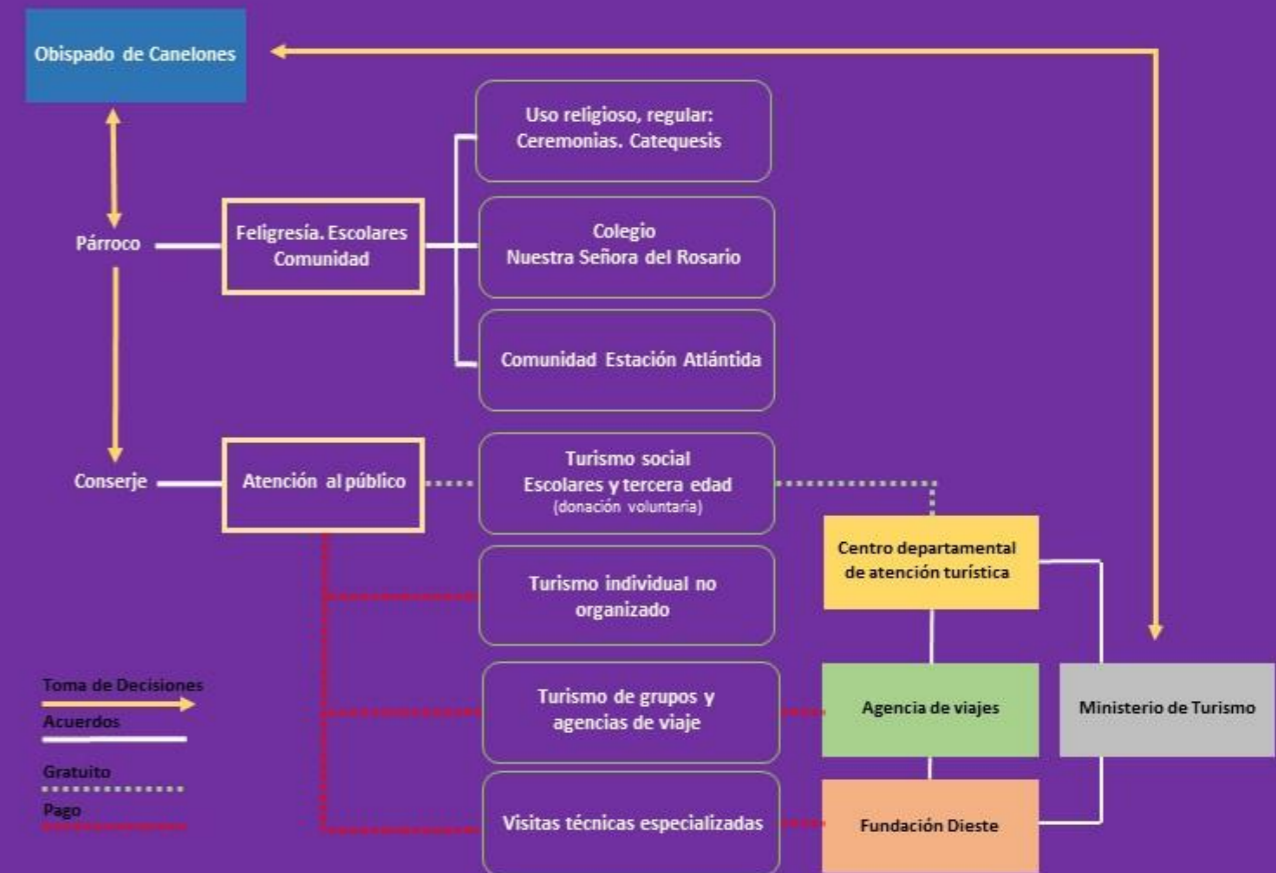 Obispado de Canelones
Uso religioso, regular:
Ceremonias. Catequesis
Párroco
Feligresía. Escolares
Comunidad
Colegio
Nuestra Señora del Rosario
Comunidad Estación Atlántida
Conserje
Atención al público
Turismo social
Escolares y tercera edad
(donación voluntaria)
Centro departamental
de atención turística
Turismo individual no
organizado
Turismo de grupos y
agencias de viaje
Agencia de viajes
Ministerio de Turismo
Visitas técnicas especializadas
Fundación Dieste
Toma de Decisiones
Acuerdos
Gratuito
Pago